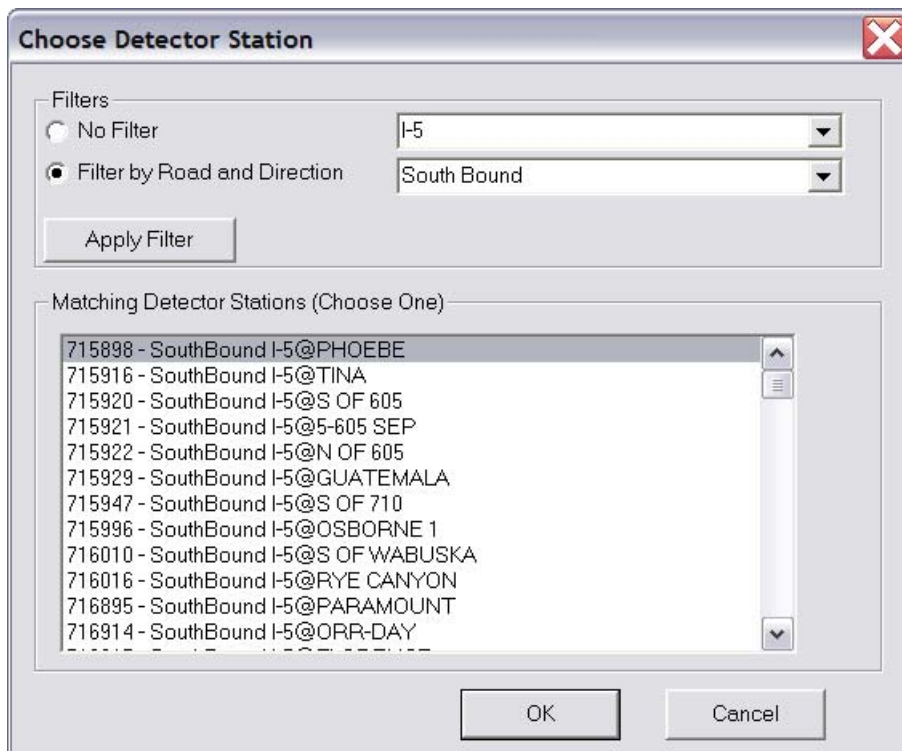 Choose Detector Station
Filters
No Filter
I-5
Filter by Road and Direction
South Bound
Apply Filter
Matching Detector Stations (Choose One)
715898 - SouthBound I-5@PHOEBE
715916 - SouthBound I-5@TINA
715920 - SouthBound I-5@S OF 605
715921 - SouthBound I-5@5-605 SEP
715922 - SouthBound I-5@N OF 605
715929 - SouthBound I-5@GUATEMALA
715947 - SouthBound I-5@S OF 710
715996 - SouthBound I-5@OSBORNE 1
716010 - SouthBound I-5@S OF WABUSKA
716016 - SouthBound I-5@RYE CANYON
716895 - SouthBound I-5@PARAMOUNT
716914 - SouthBound I-5@ORR-DAY
OK
Cancel